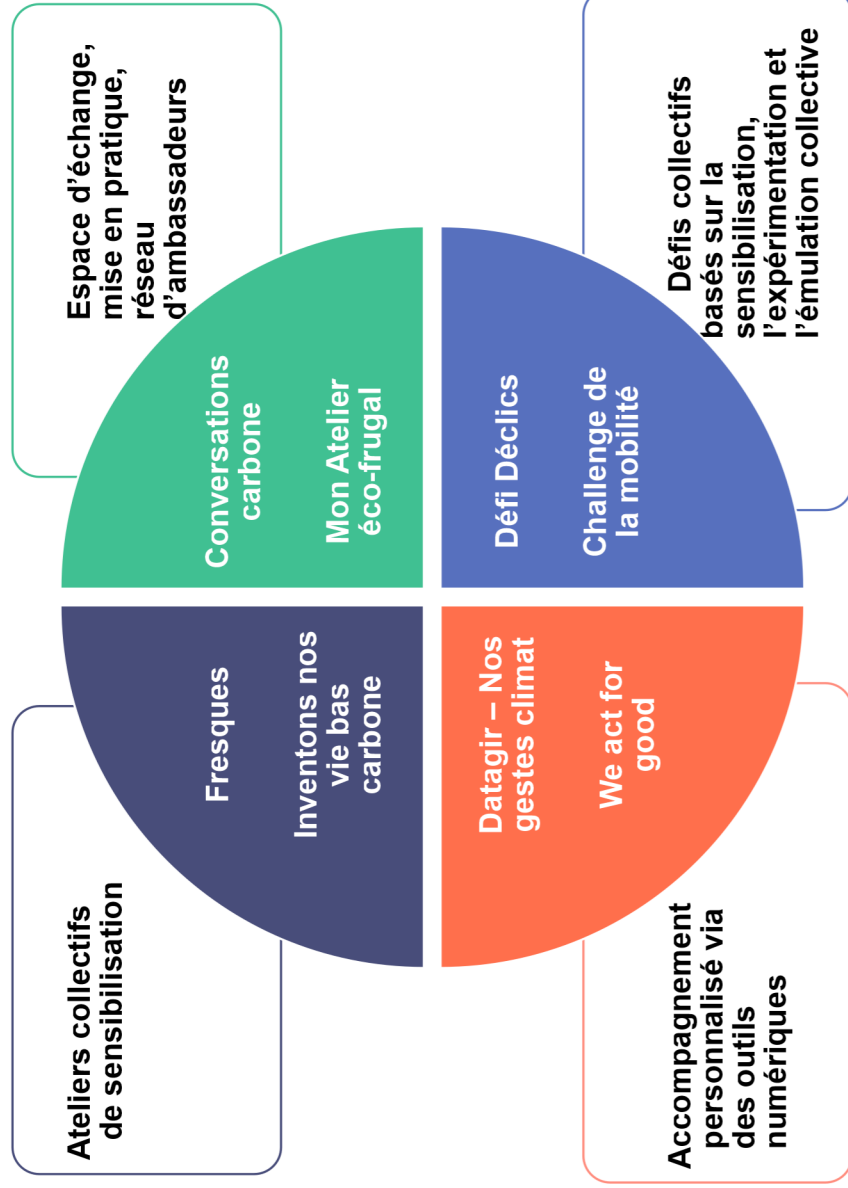 Ateliers collectifs
de sensibilisation
Fresques
Inventons nos
vie bas
carbone
Espace d’échange,
mise en pratique,
réseau
d’ambassadeurs
Conversations
carbone
Mon Atelier
éco-frugal
Accompagnement
personnalisé via
des outils
numériques
Datagir – Nos
gestes climat
We act for
good
Défis collectifs
basés sur la
sensibilisation,
l’expérimentation et
l’émulation collective
Défi Déclics
Challenge de
la mobilité